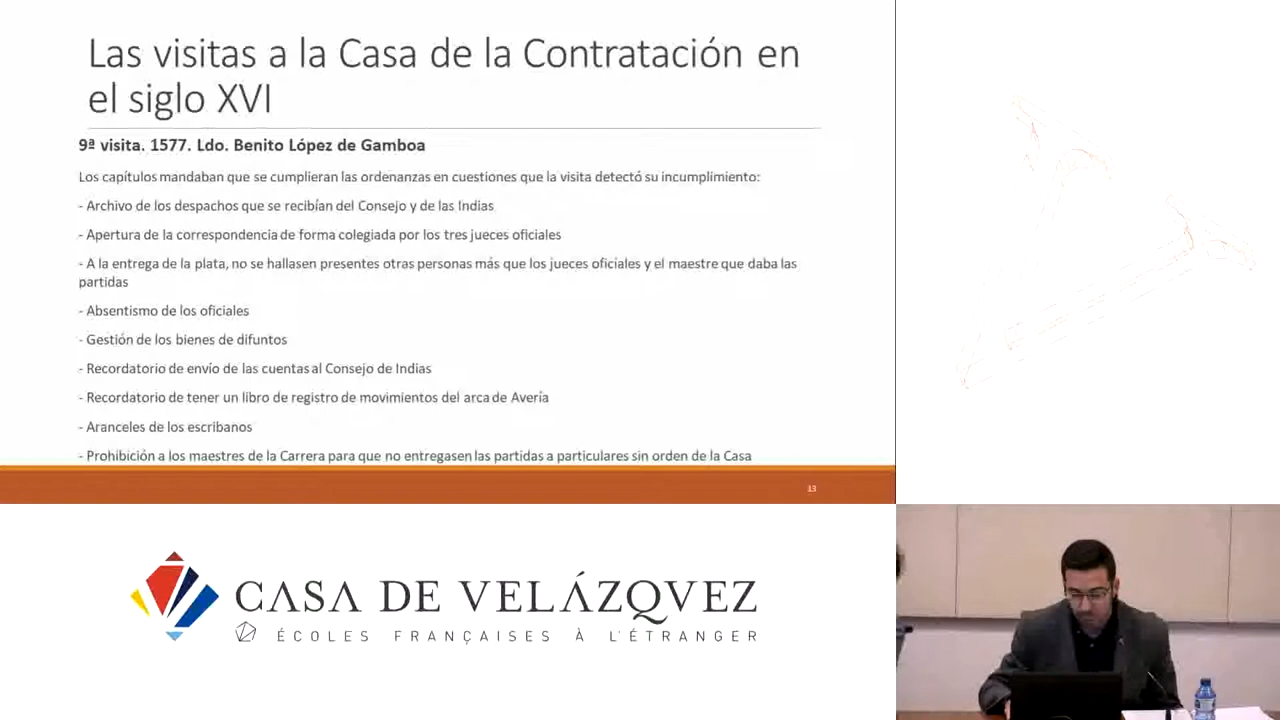 Las visitas a la Casa de la Contratación en
el siglo XVI
9ª visita. 1577. Ldo. Benito López de Gamboa
Los capítulos mandaban que se cumplieran las ordenanzas en cuestiones que la visita detectó su incumplimiento:
- Archivo de los despachos que se recibían del Consejo y de las Indias
- Apertura de la correspondencia de forma colegiada por los tres jueces oficiales
- A la entrega de la plata, no se hallasen presentes otras personas más que los jueces oficiales y el maestre que daba las
partidas
- Absentismo de los oficiales
- Gestión de los bienes de difuntos
- Recordatorio de envío de las cuentas al Consejo de Indias
- Recordatorio de tener un libro de registro de movimientos del arca de Avería
- Aranceles de los escribanos
- Prohibición a los maestres de la Carrera para que no entregasen las partidas a particulares sin orden de la Casa
13
CASA DE VELÁZQVEZ
ÉCOLES FRANÇAISES À L'ÉTRANGER